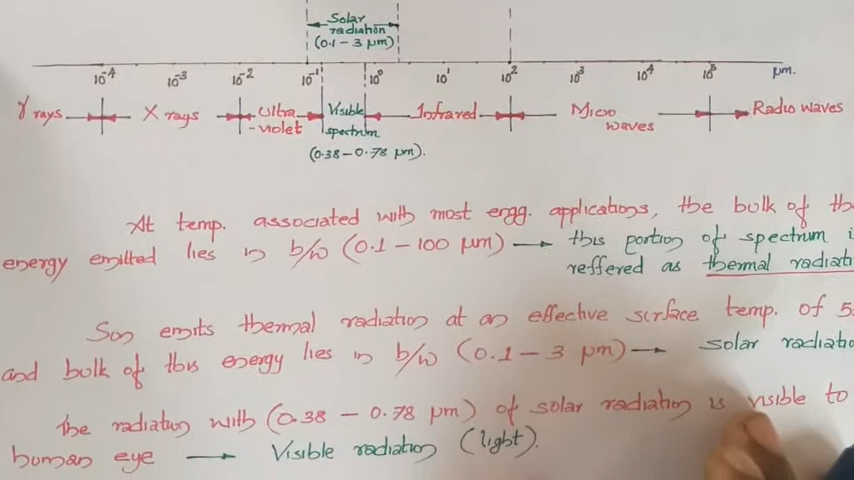 Solar
radiation
(0.1 - 3 μm)
10⁻⁴ 10⁻³ 10⁻² 10⁻¹ 10⁰ 10¹ 10² 10³ 10⁴ 10⁵ μm.
γ rays X rays Ultra Visible Infrared Micro Radio waves
-violet spectrum waves
(0.38 - 0.78 μm).
At temp. associated with most engg. applications, the bulk of the
energy emitted lies in b/w (0.1 - 100 μm) → this portion of spectrum i
reffered as thermal radiati
Sun emits thermal radiation at an effective surface temp. of 5
and bulk of this energy lies in b/w (0.1 - 3 μm) → solar radiatio
The radiation with (0.38 - 0.78 μm) of solar radiation is visible to
human eye → Visible radiation (light).